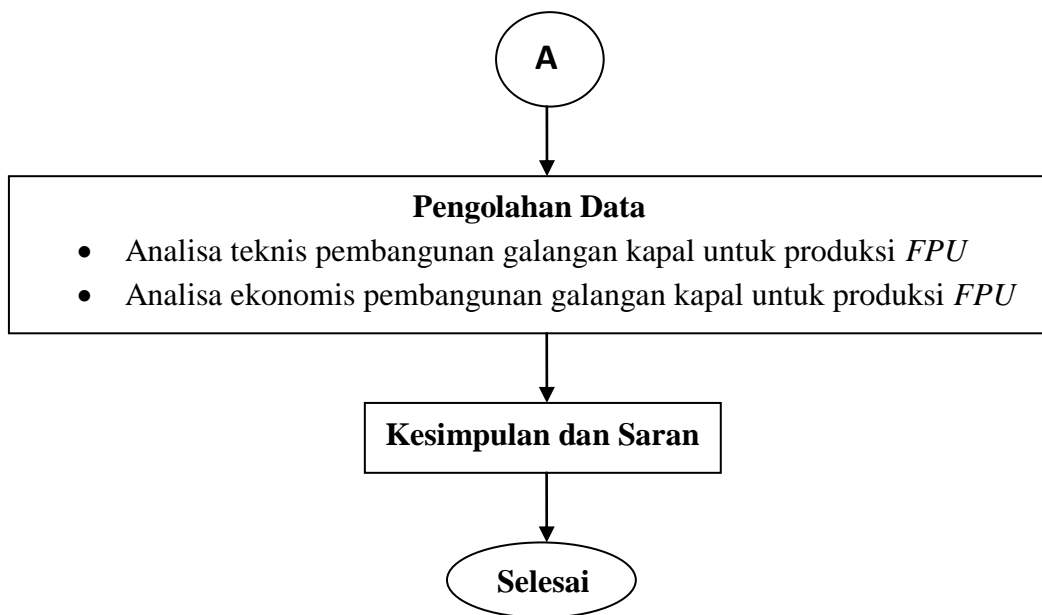 A
Pengolahan Data
• Analisa teknis pembangunan galangan kapal untuk produksi FPU
• Analisa ekonomis pembangunan galangan kapal untuk produksi FPU
Kesimpulan dan Saran
Selesai